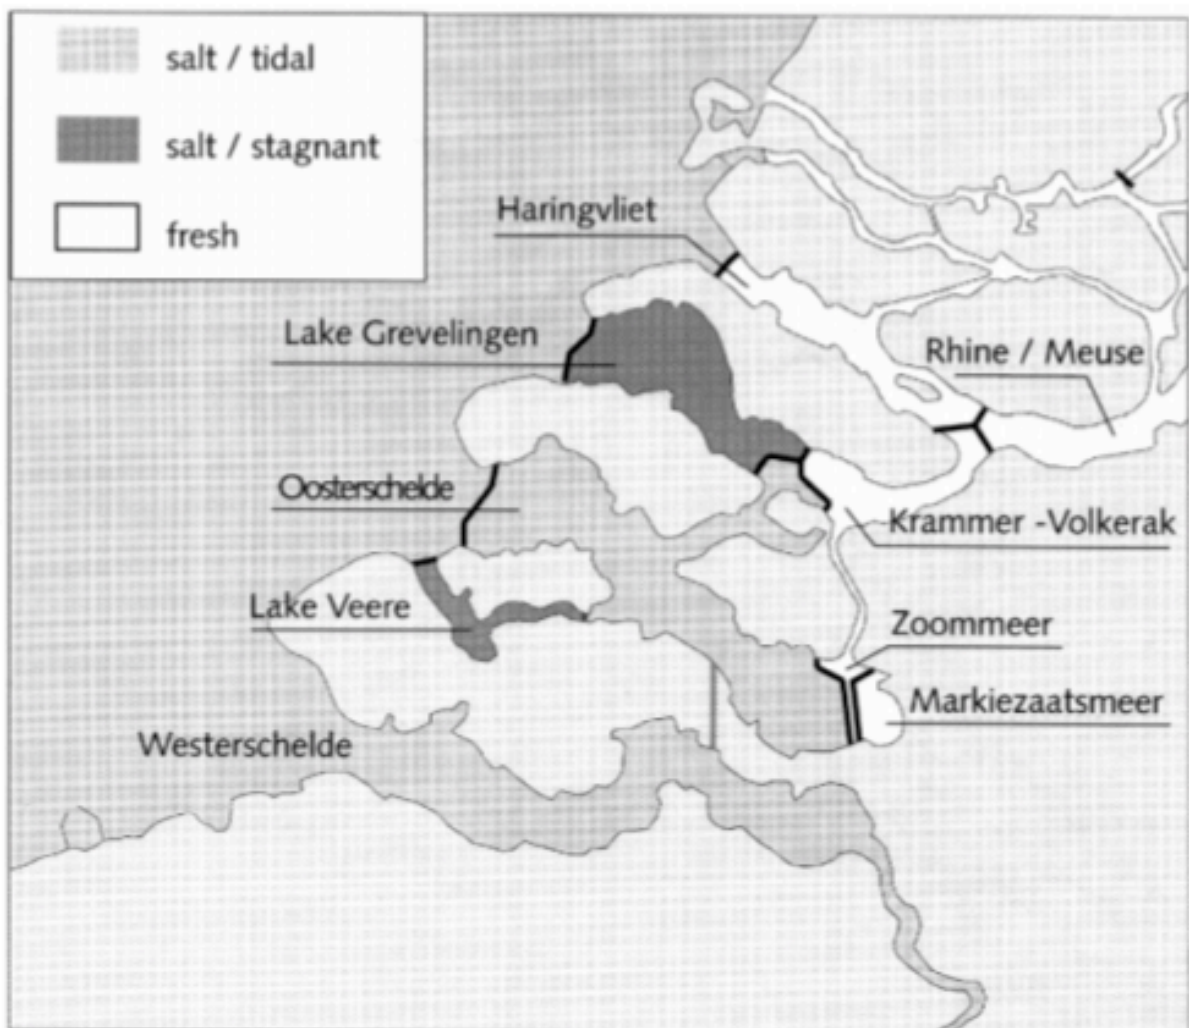 salt / tidal
salt / stagnant
fresh
Haringvliet
Lake Grevelingen
Rhine / Meuse
Oosterschelde
Krammer -Volkerak
Lake Veere
Zoommeer
Markiezaatsmeer
Westerschelde